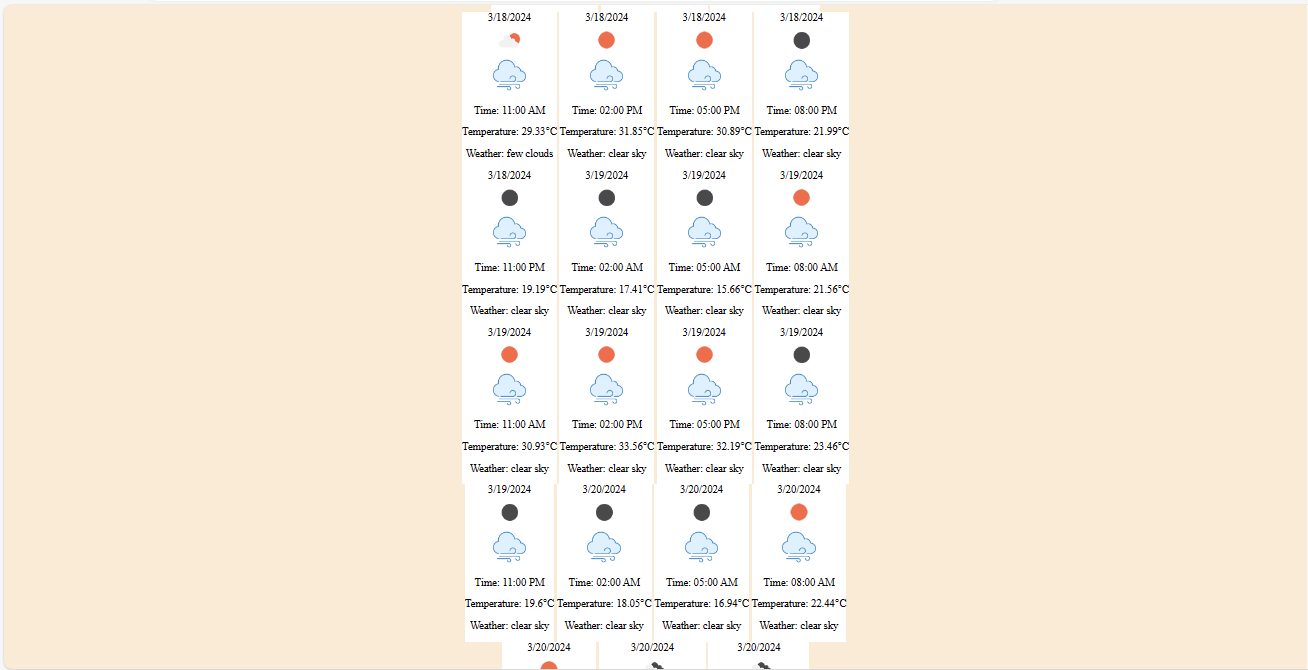 3/18/2024 3/18/2024 3/18/2024 3/18/2024
Time: 11:00 AM Time: 02:00 PM Time: 05:00 PM Time: 08:00 PM
Temperature: 29.33°C Temperature: 31.85°C Temperature: 30.89°C Temperature: 21.99°C
Weather: few clouds Weather: clear sky Weather: clear sky Weather: clear sky
3/18/2024 3/19/2024 3/19/2024 3/19/2024
Time: 11:00 PM Time: 02:00 AM Time: 05:00 AM Time: 08:00 AM
Temperature: 19.19°C Temperature: 17.41°C Temperature: 15.66°C Temperature: 21.56°C
Weather: clear sky Weather: clear sky Weather: clear sky Weather: clear sky
3/19/2024 3/19/2024 3/19/2024 3/19/2024
Time: 11:00 AM Time: 02:00 PM Time: 05:00 PM Time: 08:00 PM
Temperature: 30.93°C Temperature: 33.56°C Temperature: 32.19°C Temperature: 23.46°C
Weather: clear sky Weather: clear sky Weather: clear sky Weather: clear sky
3/19/2024 3/20/2024 3/20/2024 3/20/2024
Time: 11:00 PM Time: 02:00 AM Time: 05:00 AM Time: 08:00 AM
Temperature: 19.6°C Temperature: 18.05°C Temperature: 16.94°C Temperature: 22.44°C
Weather: clear sky Weather: clear sky Weather: clear sky Weather: clear sky
3/20/2024 3/20/2024 3/20/2024